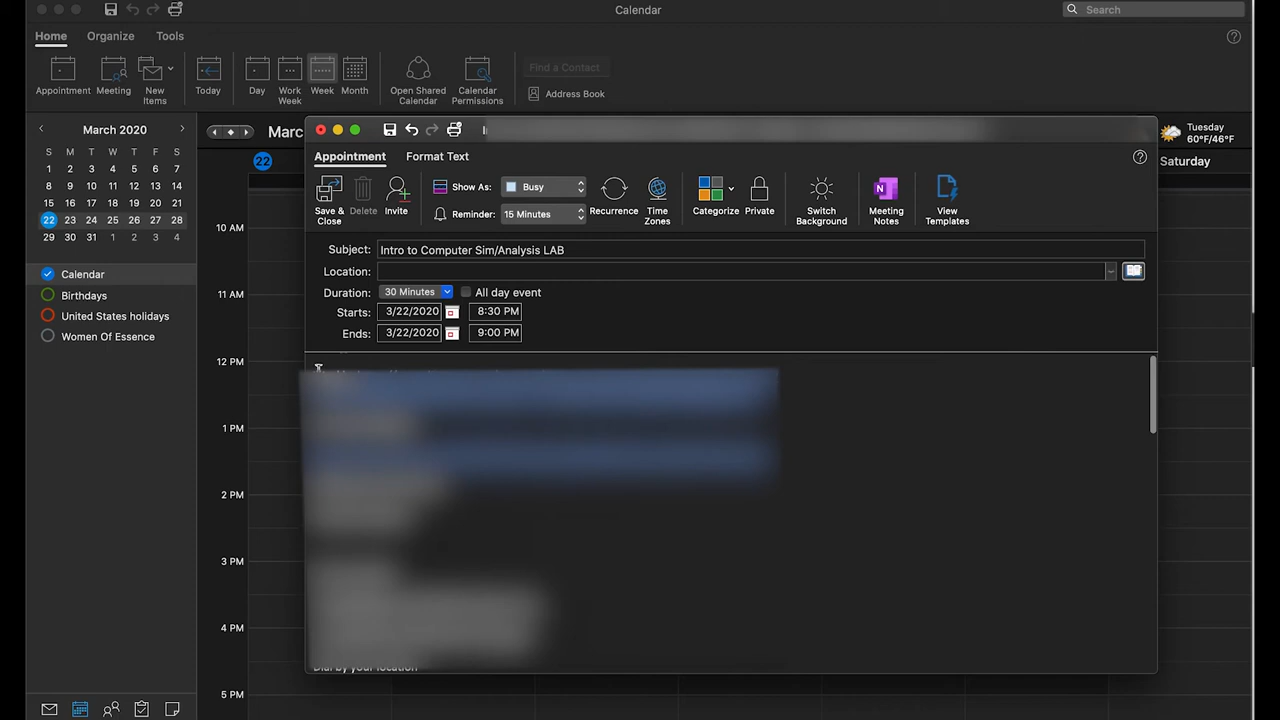 Calendar
Search
Home Organize Tools
Appointment Meeting New Items Today Day Work Week Week Month Open Shared Calendar Calendar Permissions Find a Contact
Address Book
March 2020
S M T W T F S
1 2 3 4 5 6 7
8 9 10 11 12 13 14
15 16 17 18 19 20 21
22 23 24 25 26 27 28
29 30 31 1 2 3 4
Calendar
Birthdays
United States holidays
Women Of Essence
Marc
22
Tuesday
60°F/46°F
Saturday
10 AM
11 AM
12 PM
1 PM
2 PM
3 PM
4 PM
5 PM
Appointment Format Text
Save & Close Delete Invite
Show As: Busy
Reminder: 15 Minutes
Recurrence Time Zones Categorize Private Switch Background Meeting Notes View Templates
Subject: Intro to Computer Sim/Analysis LAB
Location:
Duration: 30 Minutes All day event
Starts: 3/22/2020 8:30 PM
Ends: 3/22/2020 9:00 PM
Dial by your location